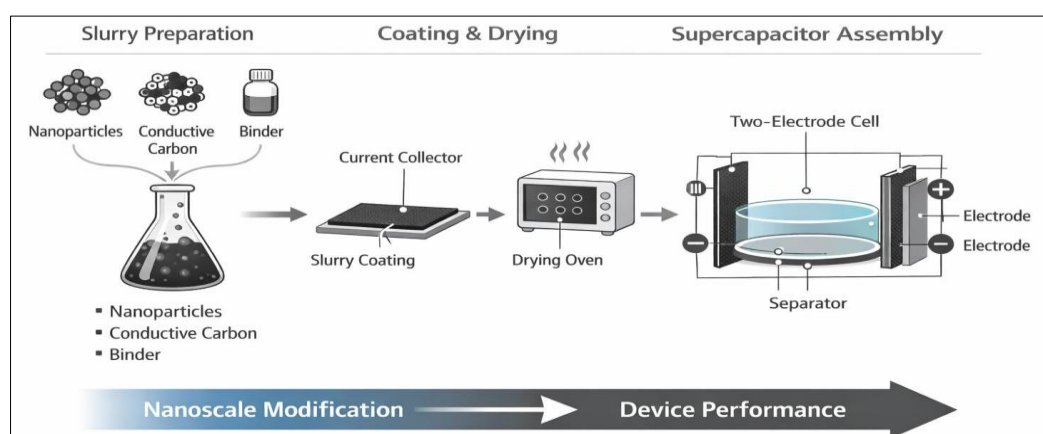 Slurry Preparation
Coating & Drying
Supercapacitor Assembly
Nanoparticles
Conductive
Carbon
Binder
Current Collector
Slurry Coating
Drying Oven
Two-Electrode Cell
Electrode
Electrode
Separator
▪ Nanoparticles
▪ Conductive Carbon
▪ Binder
Nanoscale Modification
Device Performance